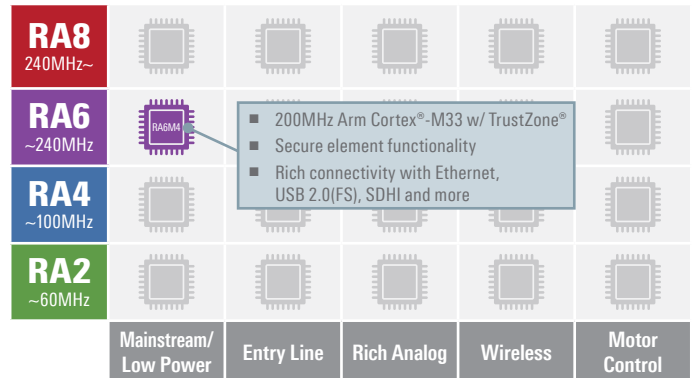 RA8
240MHz~
RA6
~240MHz
RA6M4
■ 200MHz Arm Cortex®-M33 w/ TrustZone®
■ Secure element functionality
■ Rich connectivity with Ethernet,
USB 2.0(FS), SDHI and more
RA4
~100MHz
RA2
~60MHz
Mainstream/
Low Power
Entry Line
Rich Analog
Wireless
Motor
Control